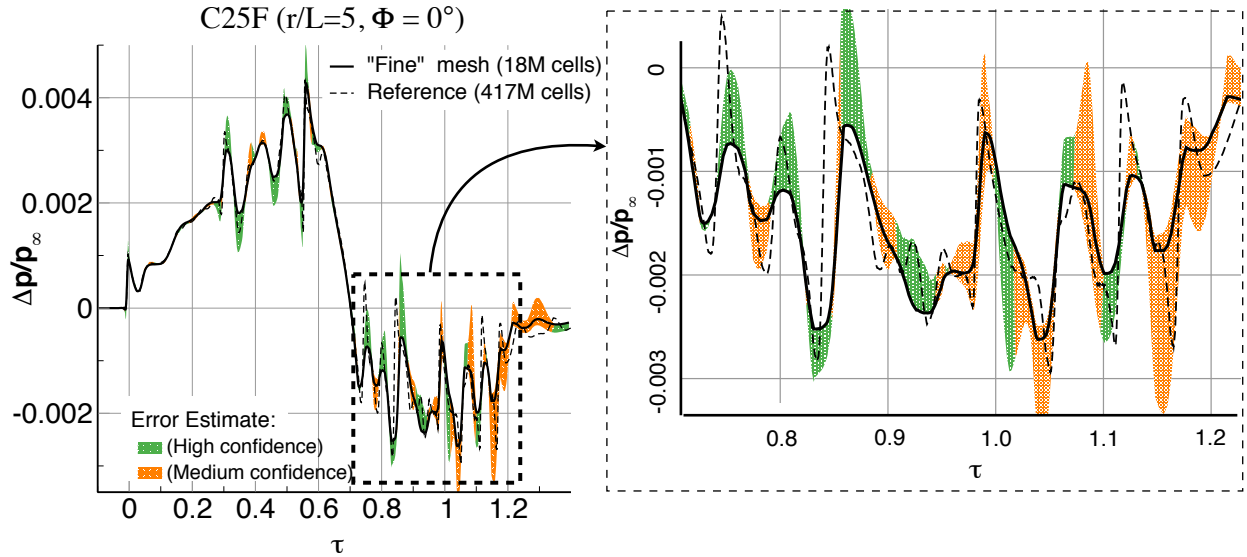 C25F (r/L=5, Φ = 0°)
"Fine" mesh (18M cells)
Reference (417M cells)
0.004
0.002
0
-0.002
Δp/p∞
Error Estimate:
(High confidence)
(Medium confidence)
0 0.2 0.4 0.6 0.8 1 1.2
τ
0
-0.001
-0.002
-0.003
Δp/p∞
0.8 0.9 1.0 1.1 1.2
τ